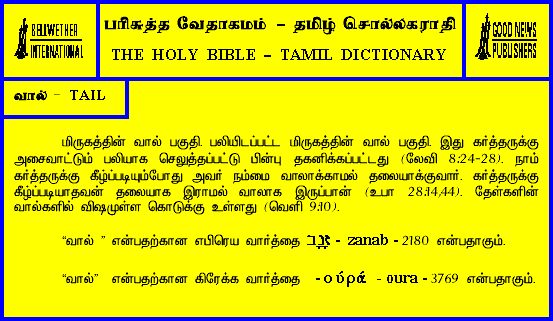 BELLWETHER
INTERNATIONAL
பரிசுத்த வேதாகமம் – தமிழ் சொல்லகராதி
THE HOLY BIBLE – TAMIL DICTIONARY
GOOD NEWS
PUBLISHERS
வால் – TAIL
மிருகத்தின் வால் பகுதி. பலியிடப்பட்ட மிருகத்தின் வால் பகுதி. இது கர்த்தருக்கு
அசைவாட்டும் பலியாக செலுத்தப்பட்டு பின்பு தகனிக்கப்பட்டது (லேவி 8:24-28). நாம்
கர்த்தருக்கு கீழ்ப்படியும்போது அவர் நம்மை வாலாக்காமல் தலையாக்குவார். கர்த்தருக்கு
கீழ்ப்படியாதவன் தலையாக இராமல் வாலாக இருப்பான் (உபா 28:14,44). தேள்களின்
வால்களில் விஷமுள்ள கொடுக்கு உள்ளது (வெளி 9:10).
“வால் ” என்பதற்கான எபிரெய வார்த்தை - zanab - 2180 என்பதாகும்.
“வால்” என்பதற்கான கிரேக்க வார்த்தை - οὐρά - oura - 3769 என்பதாகும்.